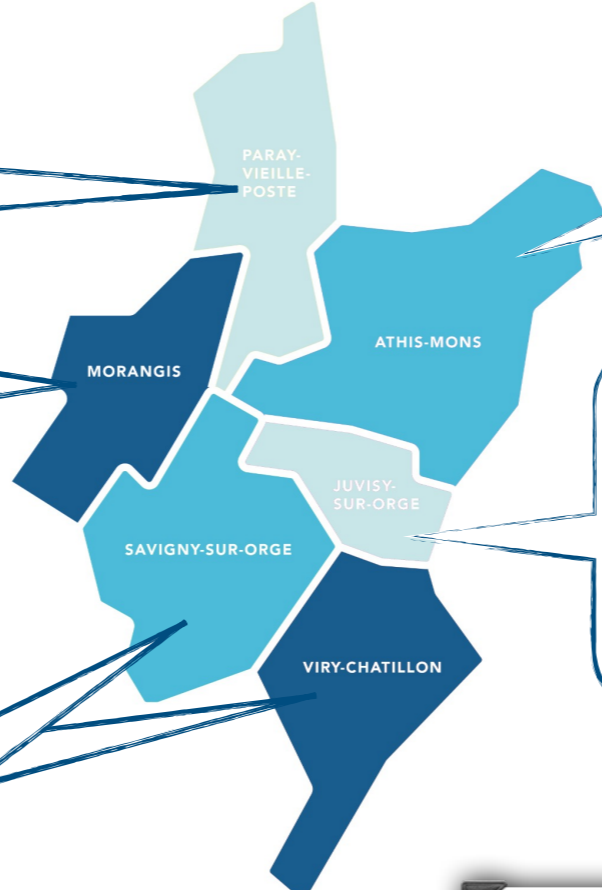 PARAY-
VIEILLE-
POSTE
ATHIS-MONS
MORANGIS
JUVISY-
SUR-ORGE
SAVIGNY-SUR-ORGE
VIRY-CHATILLON